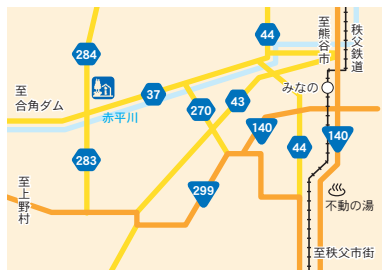 44
至熊谷市
秩父鉄道
284
みなの
至
合角ダム
37
赤平川
270
43
140
44
140
283
至上野村
299
不動の湯
至秩父市街